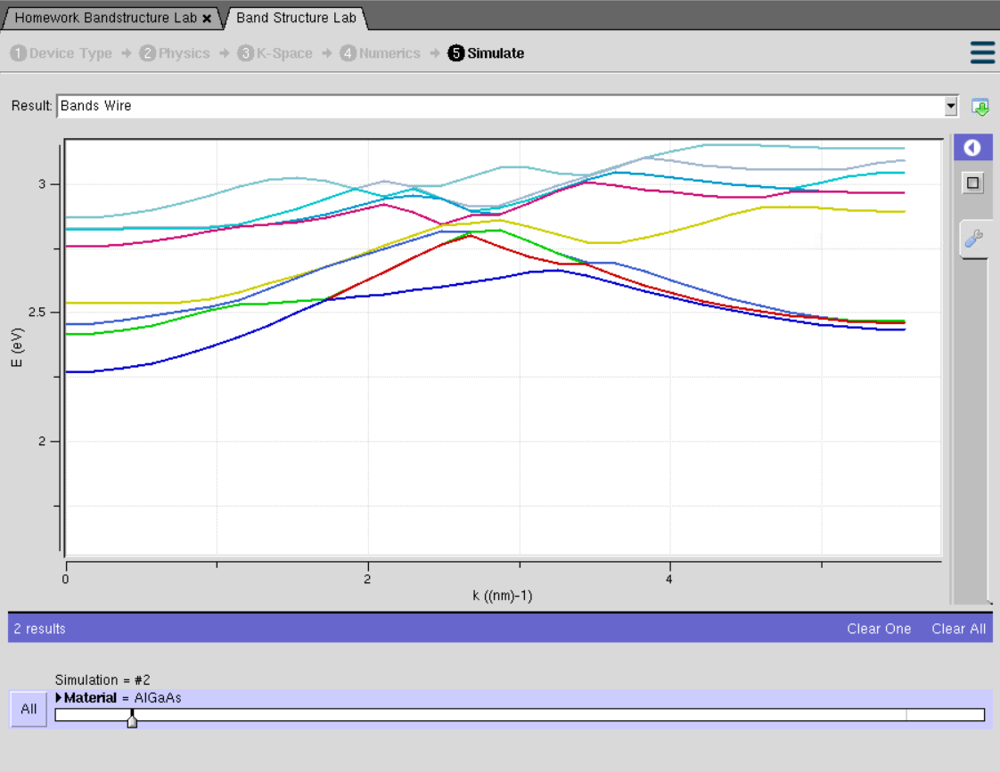 Homework Bandstructure Lab × Band Structure Lab
1 Device Type → 2 Physics → 3 K-Space → 4 Numerics → 5 Simulate
Result: Bands Wire
3
2.5
2
E (eV)
0 2 4
k ((nm)-1)
2 results Clear One Clear All
Simulation = #2
All Material = AlGaAs